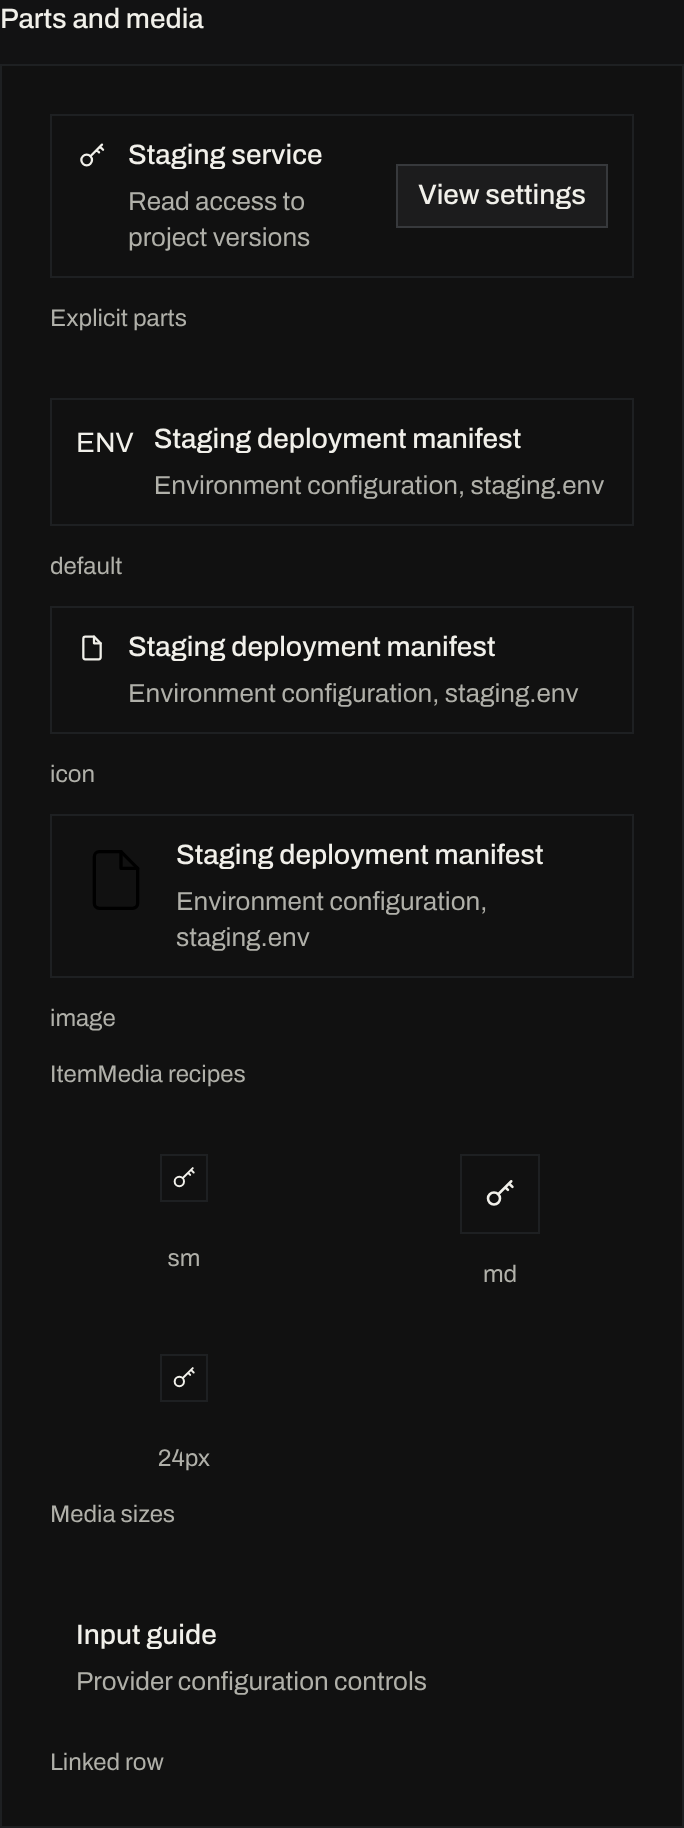 Parts and media
Staging service
Read access to
project versions
View settings
Explicit parts
ENV
Staging deployment manifest
Environment configuration, staging.env
default
Staging deployment manifest
Environment configuration, staging.env
icon
Staging deployment manifest
Environment configuration,
staging.env
image
ItemMedia recipes
sm
md
24px
Media sizes
Input guide
Provider configuration controls
Linked row